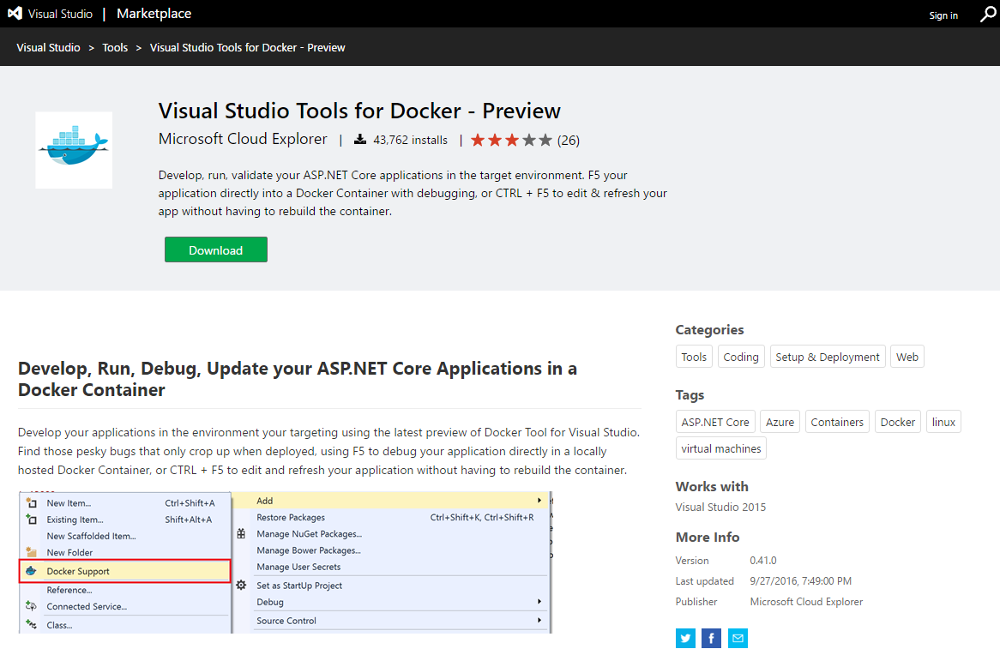 Visual Studio | Marketplace
Sign in
Visual Studio > Tools > Visual Studio Tools for Docker - Preview
Visual Studio Tools for Docker - Preview
Microsoft Cloud Explorer | 43,762 installs | (26)
Develop, run, validate your ASP.NET Core applications in the target environment. F5 your
application directly into a Docker Container with debugging, or CTRL + F5 to edit & refresh your
app without having to rebuild the container.
Download
Develop, Run, Debug, Update your ASP.NET Core Applications in a
Docker Container
Develop your applications in the environment your targeting using the latest preview of Docker Tool for Visual Studio.
Find those pesky bugs that only crop up when deployed, using F5 to debug your application directly in a locally
hosted Docker Container, or CTRL + F5 to edit and refresh your application without having to rebuild the container.
New Item... Ctrl+Shift+A
Existing Item... Shift+Alt+A
New Scaffolded Item...
New Folder
Docker Support
Reference...
Connected Service...
Class...
Add
Restore Packages Ctrl+Shift+K, Ctrl+Shift+R
Manage NuGet Packages...
Manage Bower Packages...
Manage User Secrets
Set as StartUp Project
Debug
Source Control
Categories
Tools Coding Setup & Deployment Web
Tags
ASP.NET Core Azure Containers Docker linux
virtual machines
Works with
Visual Studio 2015
More Info
Version 0.41.0
Last updated 9/27/2016, 7:49:00 PM
Publisher Microsoft Cloud Explorer